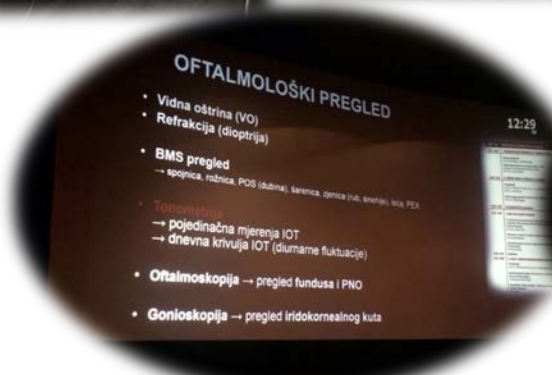 OFTALMOLOŠKI PREGLED
• Vidna oštrina (VO)
• Refrakcija (dioptrija)
• BMS pregled
→ spojnica, rožnica, POS (dubina), šarenica, zjenica (rub, sinehije), leća, PEX
• Tonometrija
→ pojedinačna mjerenja IOT
→ dnevna krivulja IOT (diurnarne fluktuacije)
• Oftalmoskopija → pregled fundusa i PNO
• Gonioskopija → pregled iridokornealnog kuta
12:29